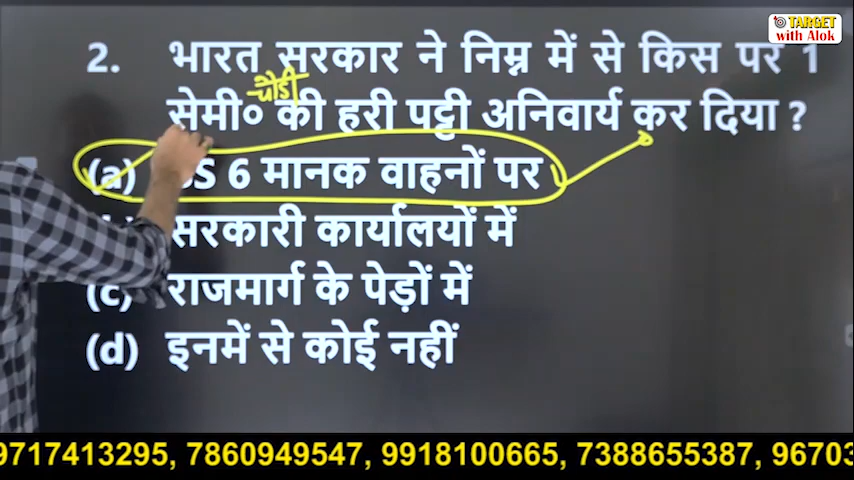 TARGET
with Alok
2. भारत सरकार ने निम्न में से किस पर 1
चौडी
सेमी० की हरी पट्टी अनिवार्य कर दिया ?
(a) S 6 मानक वाहनों पर
सरकारी कार्यालयों में
(c) राजमार्ग के पेड़ों में
(d) इनमें से कोई नहीं
9717413295, 7860949547, 9918100665, 7388655387, 96703